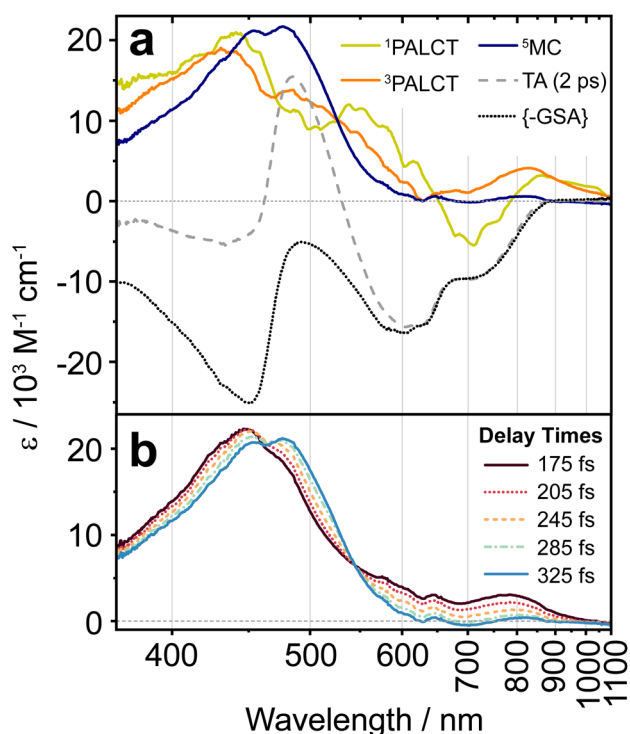 a
¹PALCT
⁵MC
³PALCT
TA (2 ps)
{-GSA}
20
10
0
-10
-20
ε / 10³ M⁻¹ cm⁻¹
b
Delay Times
175 fs
205 fs
245 fs
285 fs
325 fs
20
10
0
400
500
600
700
800
900
1000
1100
Wavelength / nm